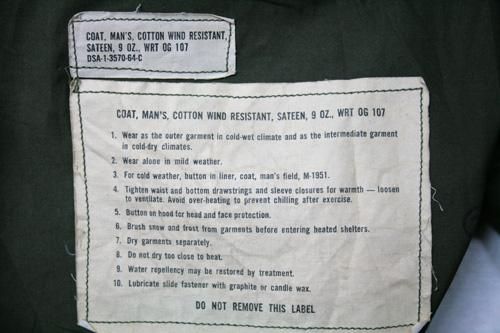 COAT, MAN'S, COTTON WIND RESISTANT,
SATEEN, 9 OZ., WRT OG 107
DSA-1-3570-64-C
COAT, MAN'S, COTTON WIND RESISTANT, SATEEN, 9 OZ., WRT OG 107
1. Wear as the outer garment in cold-wet climate and as the intermediate garment
in cold-dry climates.
2. Wear alone in mild weather.
3. For cold weather, button in liner, coat, man's field, M-1951.
4. Tighten waist and bottom drawstrings and sleeve closures for warmth — loosen
to ventilate. Avoid over-heating to prevent chilling after exercise.
5. Button on hood for head and face protection.
6. Brush snow and frost from garments before entering heated shelters.
7. Dry garments separately.
8. Do not dry too close to heat.
9. Water repellency may be restored by treatment.
10. Lubricate slide fastener with graphite or candle wax.
DO NOT REMOVE THIS LABEL